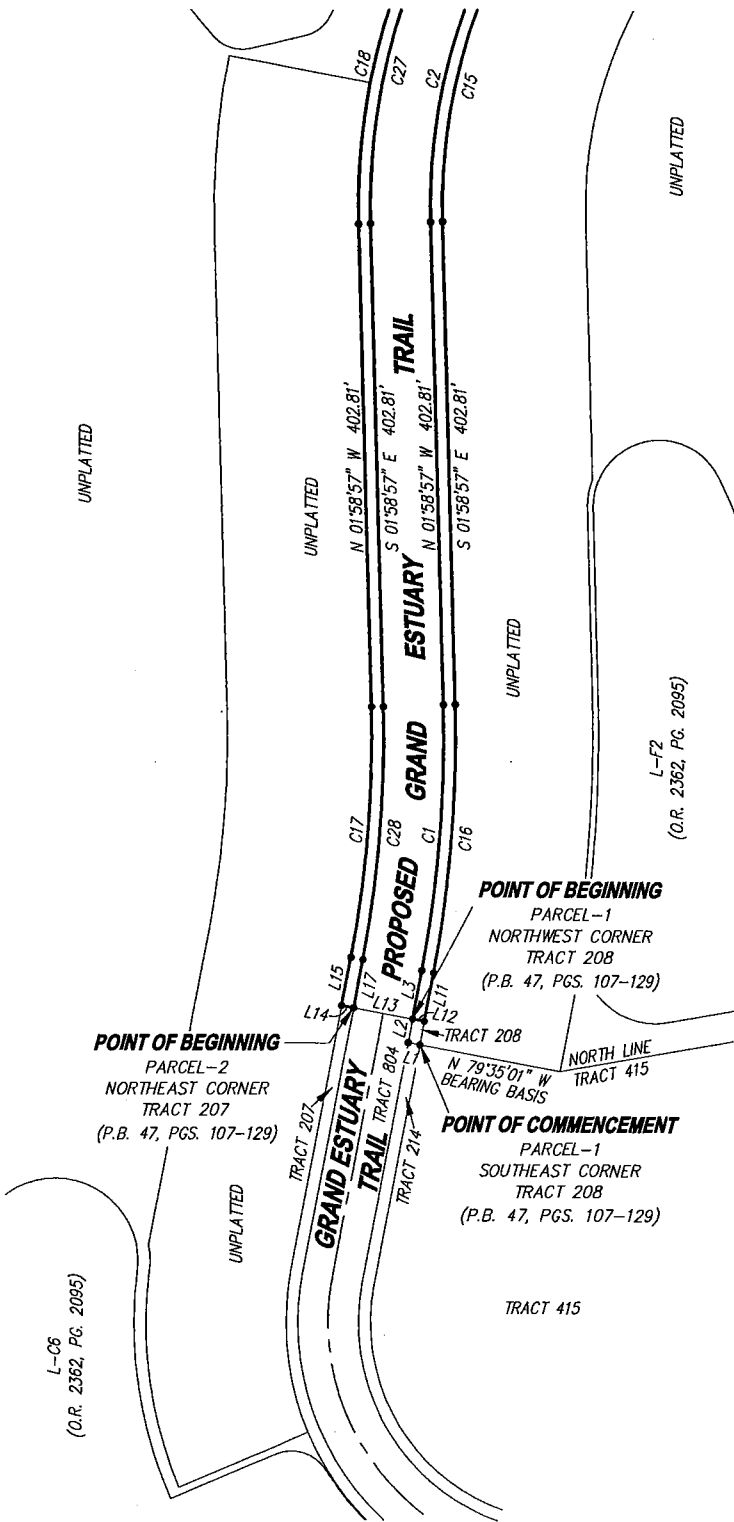 C18
C27
C2
C15
UNPLATTED
UNPLATTED
UNPLATTED
N 01°58'57" W 402.81'
S 01°58'57" E 402.81'
N 01°58'57" W 402.81'
S 01°58'57" E 402.81'
PROPOSED GRAND ESTUARY TRAIL
UNPLATTED
L-F2
(O.R. 2362, PG. 2095)
C17
C28
C1
C16
POINT OF BEGINNING
PARCEL-1
NORTHWEST CORNER
TRACT 208
(P.B. 47, PGS. 107-129)
L15
L17
L3
L11
L14
L13
L12
L2
L1
TRACT 208
POINT OF BEGINNING
PARCEL-2
NORTHEAST CORNER
TRACT 207
(P.B. 47, PGS. 107-129)
N 79°35'01" W
BEARING BASIS
NORTH LINE
TRACT 415
POINT OF COMMENCEMENT
PARCEL-1
SOUTHEAST CORNER
TRACT 208
(P.B. 47, PGS. 107-129)
TRACT 207
TRACT 804
TRACT 214
GRAND ESTUARY
TRAIL
UNPLATTED
TRACT 415
L-C6
(O.R. 2362, PG. 2095)